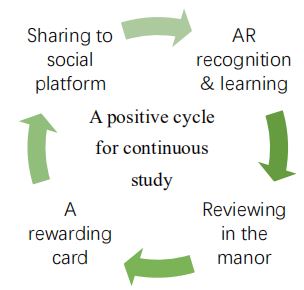 Sharing to
social
platform
AR
recognition
& learning
A positive cycle
for continuous
study
A
rewarding
card
Reviewing
in the
manor